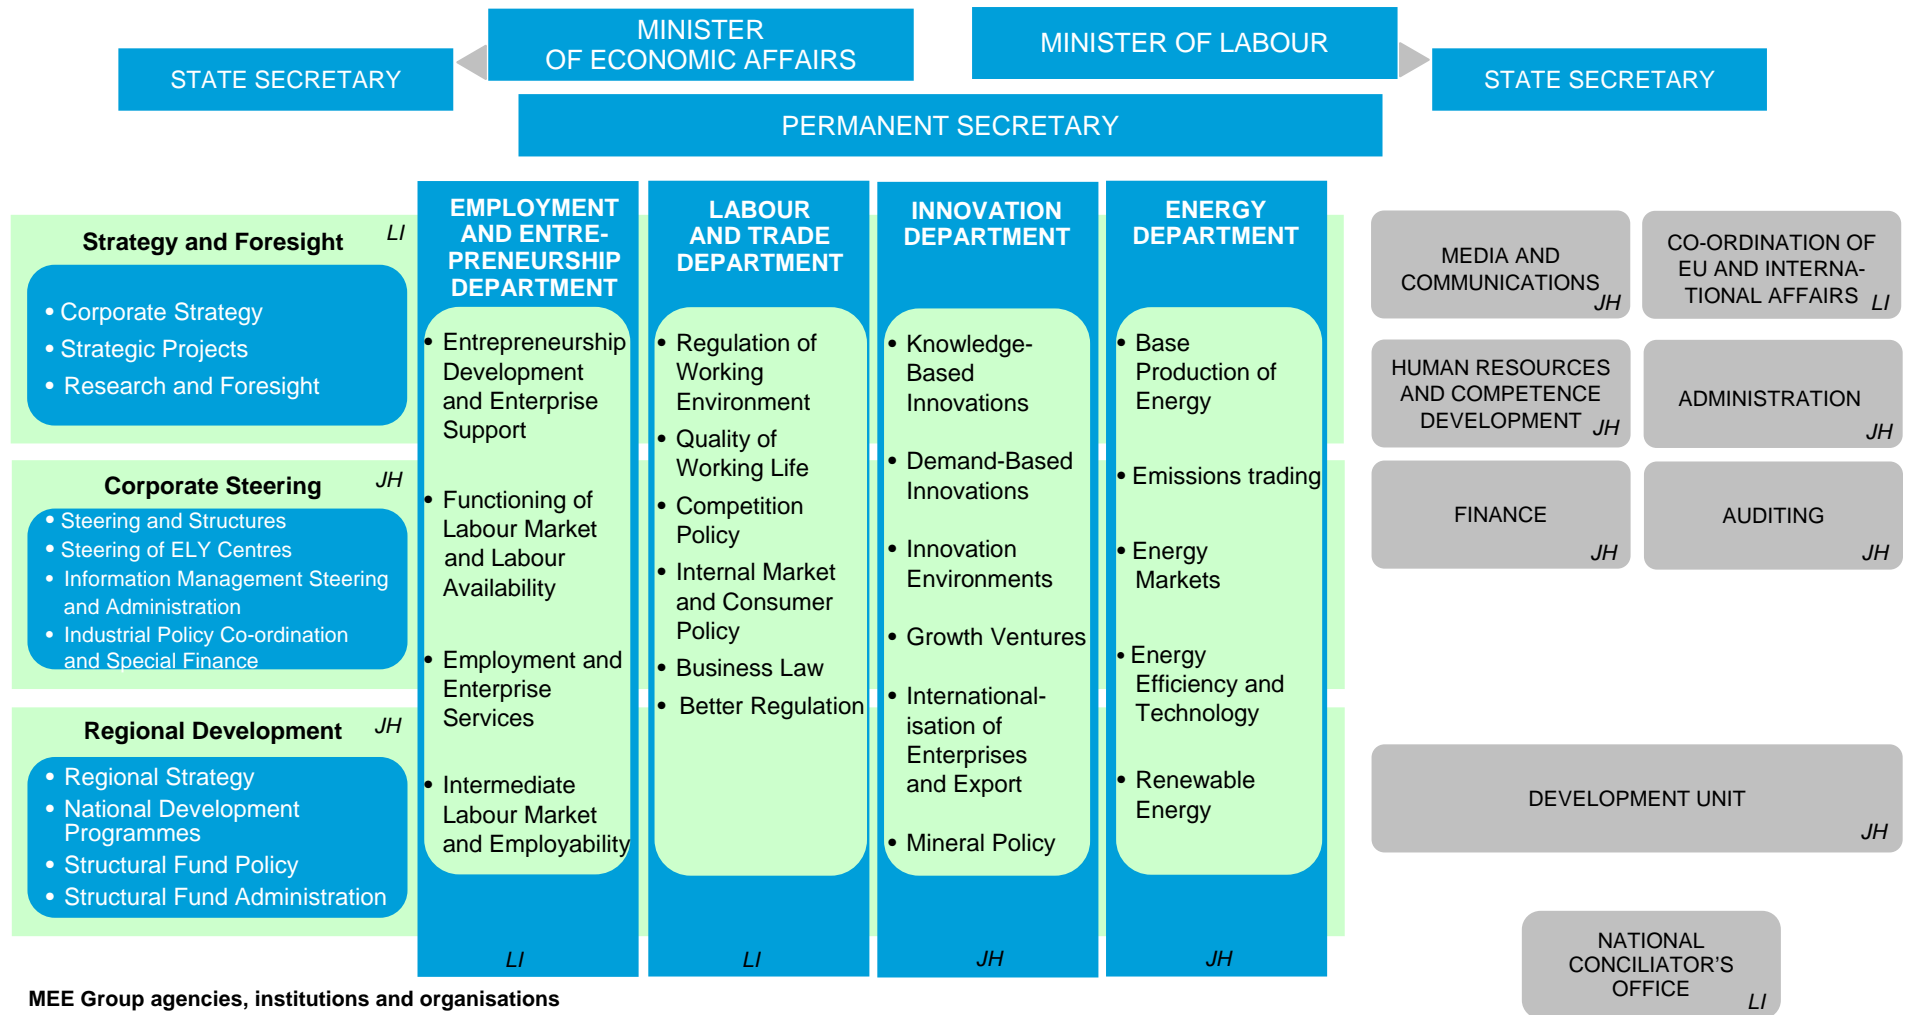 MINISTER
OF ECONOMIC AFFAIRS
MINISTER OF LABOUR
STATE SECRETARY
STATE SECRETARY
PERMANENT SECRETARY
Strategy and Foresight LI
• Corporate Strategy
• Strategic Projects
• Research and Foresight
Corporate Steering JH
• Steering and Structures
• Steering of ELY Centres
• Information Management Steering
and Administration
• Industrial Policy Co-ordination
and Special Finance
Regional Development JH
• Regional Strategy
• National Development
Programmes
• Structural Fund Policy
• Structural Fund Administration
EMPLOYMENT
AND ENTRE-
PRENEURSHIP
DEPARTMENT
• Entrepreneurship
Development
and Enterprise
Support
• Functioning of
Labour Market
and Labour
Availability
• Employment and
Enterprise
Services
• Intermediate
Labour Market
and Employability
LI
LABOUR
AND TRADE
DEPARTMENT
• Regulation of
Working
Environment
• Quality of
Working Life
• Competition
Policy
• Internal Market
and Consumer
Policy
• Business Law
• Better Regulation
LI
INNOVATION
DEPARTMENT
• Knowledge-
Based
Innovations
• Demand-Based
Innovations
• Innovation
Environments
• Growth Ventures
• International-
isation of
Enterprises
and Export
• Mineral Policy
JH
ENERGY
DEPARTMENT
• Base
Production of
Energy
• Emissions trading
• Energy
Markets
• Energy
Efficiency and
Technology
• Renewable
Energy
JH
MEDIA AND
COMMUNICATIONS
JH
CO-ORDINATION OF
EU AND INTERNA-
TIONAL AFFAIRS LI
HUMAN RESOURCES
AND COMPETENCE
DEVELOPMENT JH
ADMINISTRATION
JH
FINANCE
JH
AUDITING
JH
DEVELOPMENT UNIT
JH
NATIONAL
CONCILIATOR'S
OFFICE LI
MEE Group agencies, institutions and organisations